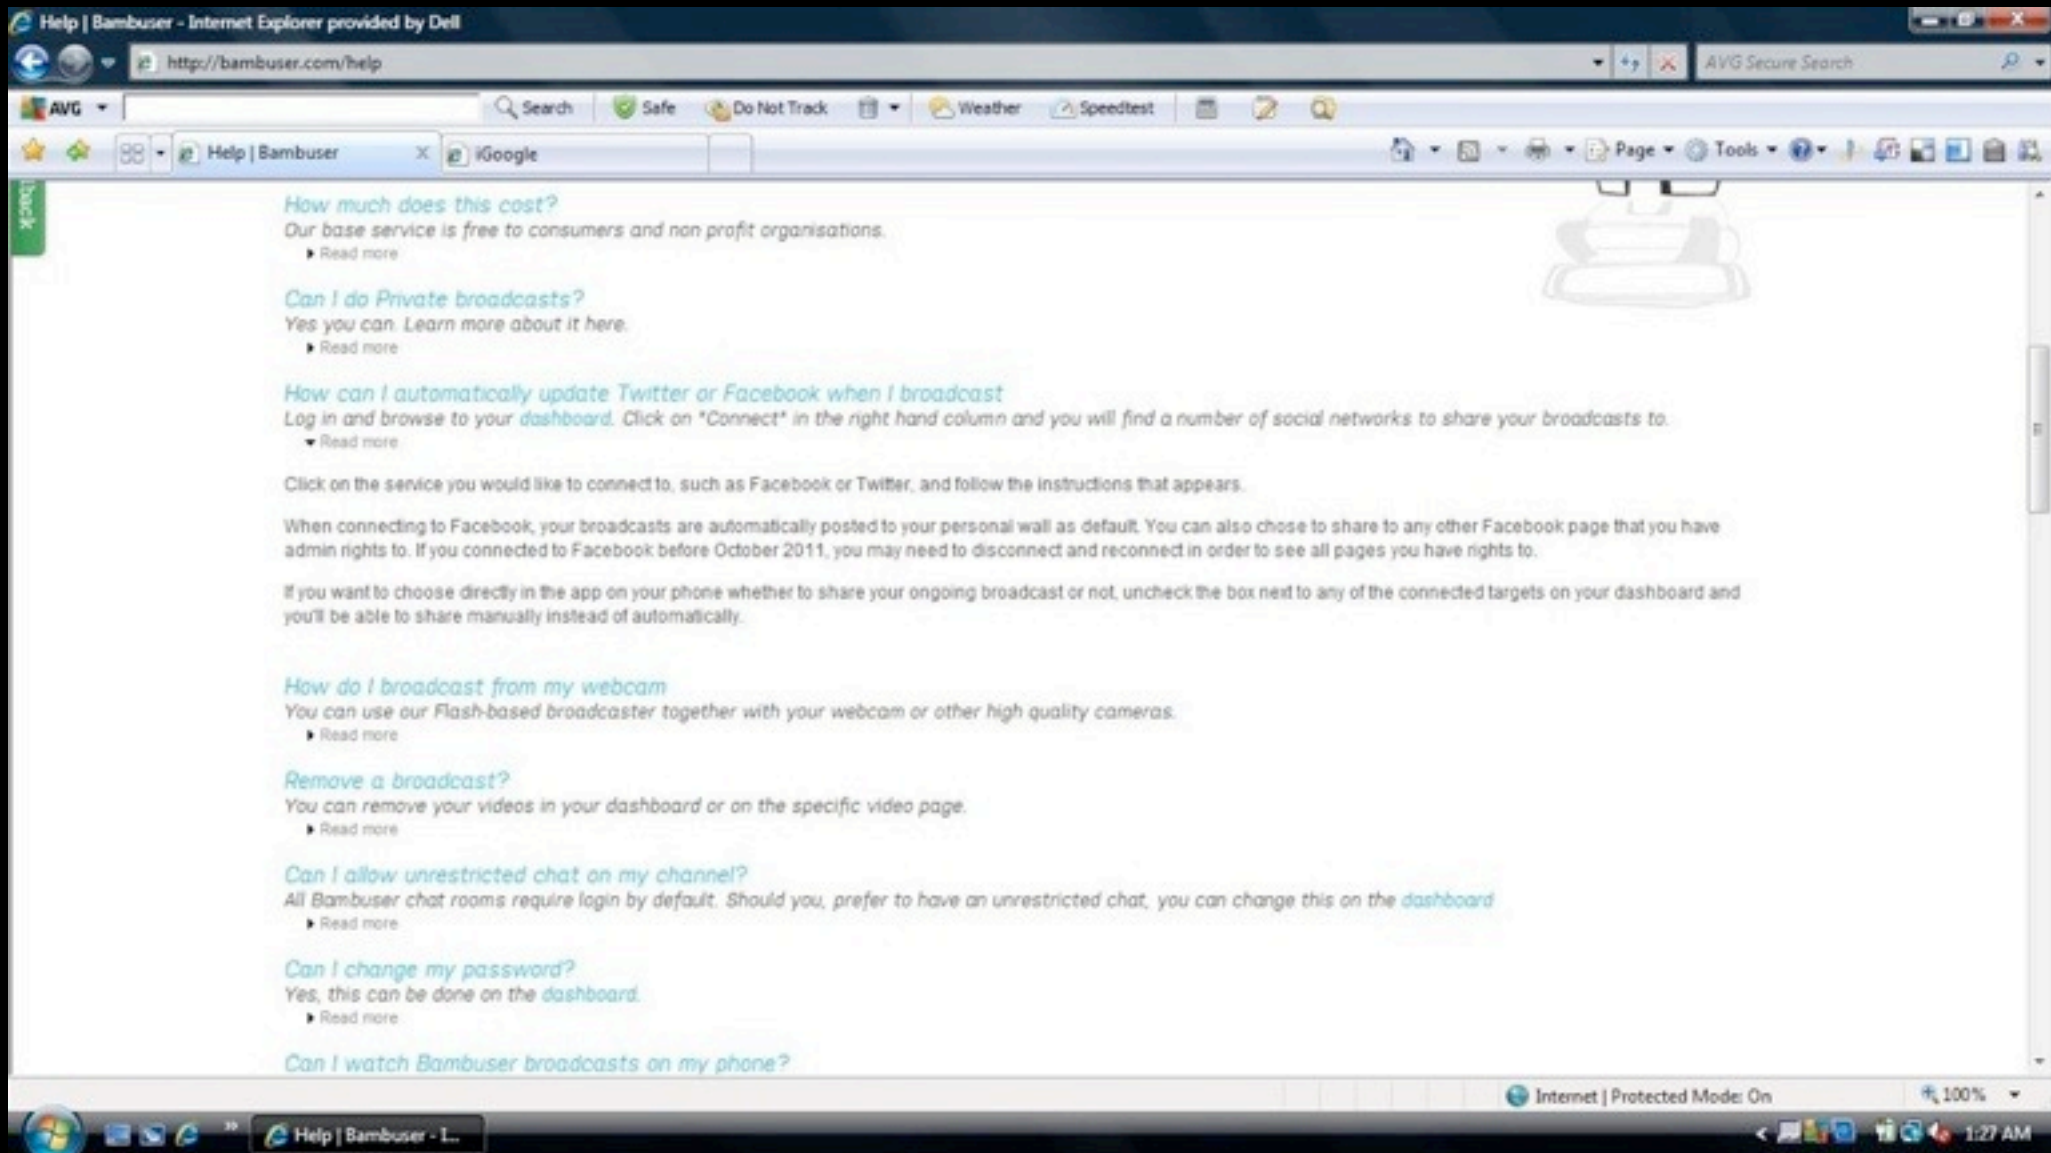 Help | Bambuser - Internet Explorer provided by Dell
http://bambuser.com/help
AVG Secure Search
AVG
Search
Safe
Do Not Track
Weather
Speedtest
Help | Bambuser
iGoogle
Page
Tools
back
How much does this cost?
Our base service is free to consumers and non profit organisations.
Read more
Can I do Private broadcasts?
Yes you can. Learn more about it here.
Read more
How can I automatically update Twitter or Facebook when I broadcast
Log in and browse to your dashboard. Click on "Connect" in the right hand column and you will find a number of social networks to share your broadcasts to.
Read more
Click on the service you would like to connect to, such as Facebook or Twitter, and follow the instructions that appears.
When connecting to Facebook, your broadcasts are automatically posted to your personal wall as default. You can also chose to share to any other Facebook page that you have
admin rights to. If you connected to Facebook before October 2011, you may need to disconnect and reconnect in order to see all pages you have rights to.
If you want to choose directly in the app on your phone whether to share your ongoing broadcast or not, uncheck the box next to any of the connected targets on your dashboard and
you'll be able to share manually instead of automatically.
How do I broadcast from my webcam
You can use our Flash-based broadcaster together with your webcam or other high quality cameras.
Read more
Remove a broadcast?
You can remove your videos in your dashboard or on the specific video page.
Read more
Can I allow unrestricted chat on my channel?
All Bambuser chat rooms require login by default. Should you, prefer to have an unrestricted chat, you can change this on the dashboard
Read more
Can I change my password?
Yes, this can be done on the dashboard.
Read more
Can I watch Bambuser broadcasts on my phone?
Internet | Protected Mode: On
100%
Help | Bambuser - I...
1:27 AM